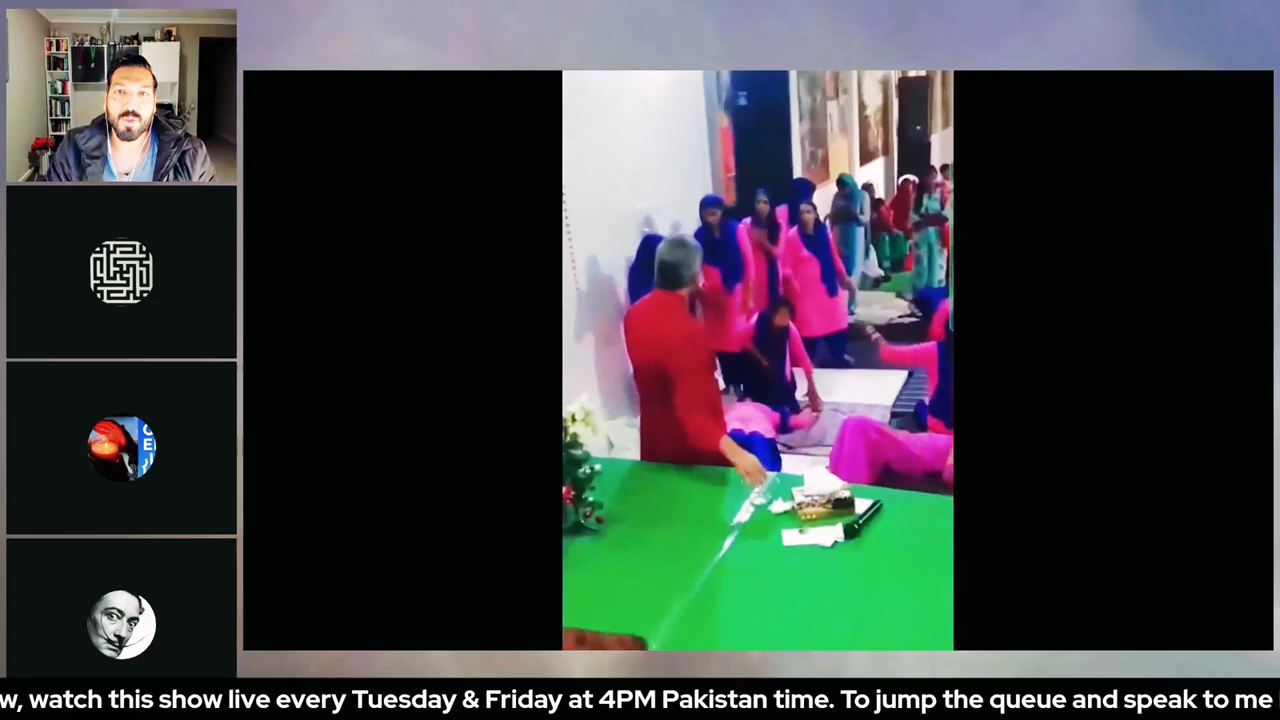 w, watch this show live every Tuesday & Friday at 4PM Pakistan time. To jump the queue and speak to me